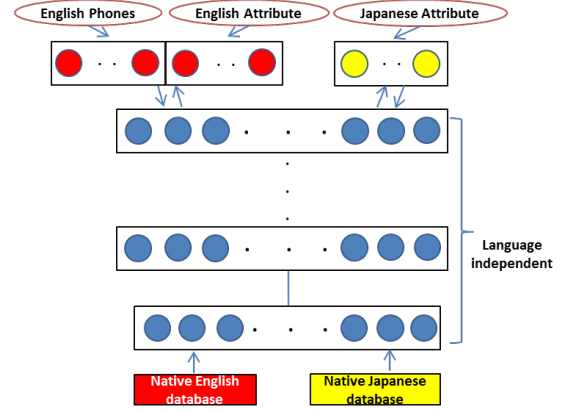 English Phones
English Attribute
Japanese Attribute
Language
independent
Native English
database
Native Japanese
database